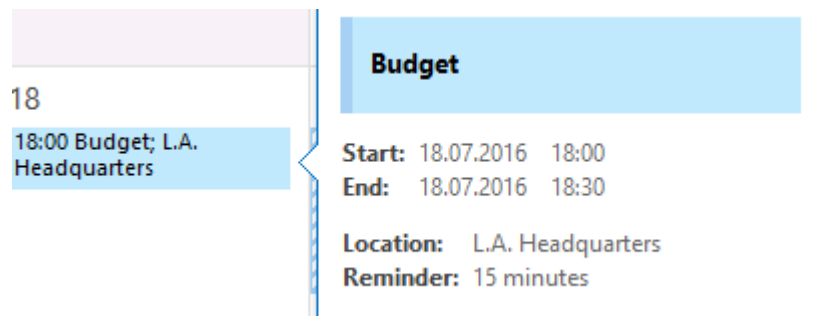 18
18:00 Budget; L.A.
Headquarters
Budget
Start: 18.07.2016 18:00
End: 18.07.2016 18:30
Location: L.A. Headquarters
Reminder: 15 minutes